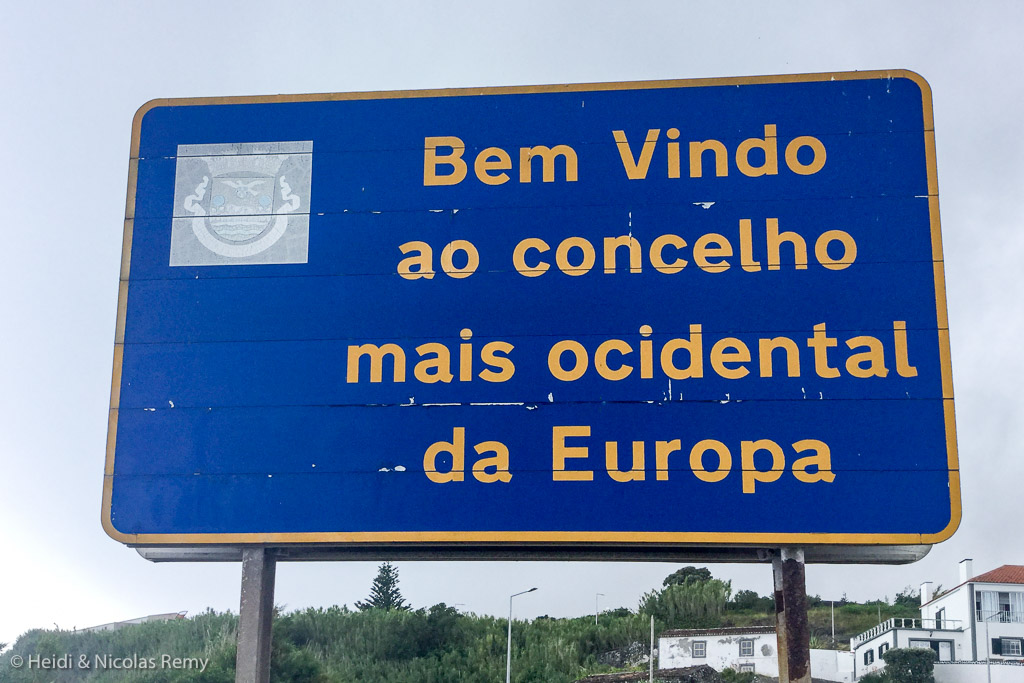 Bem Vindo
ao concelho
mais ocidental
da Europa
© Heidi & Nicolas Remy